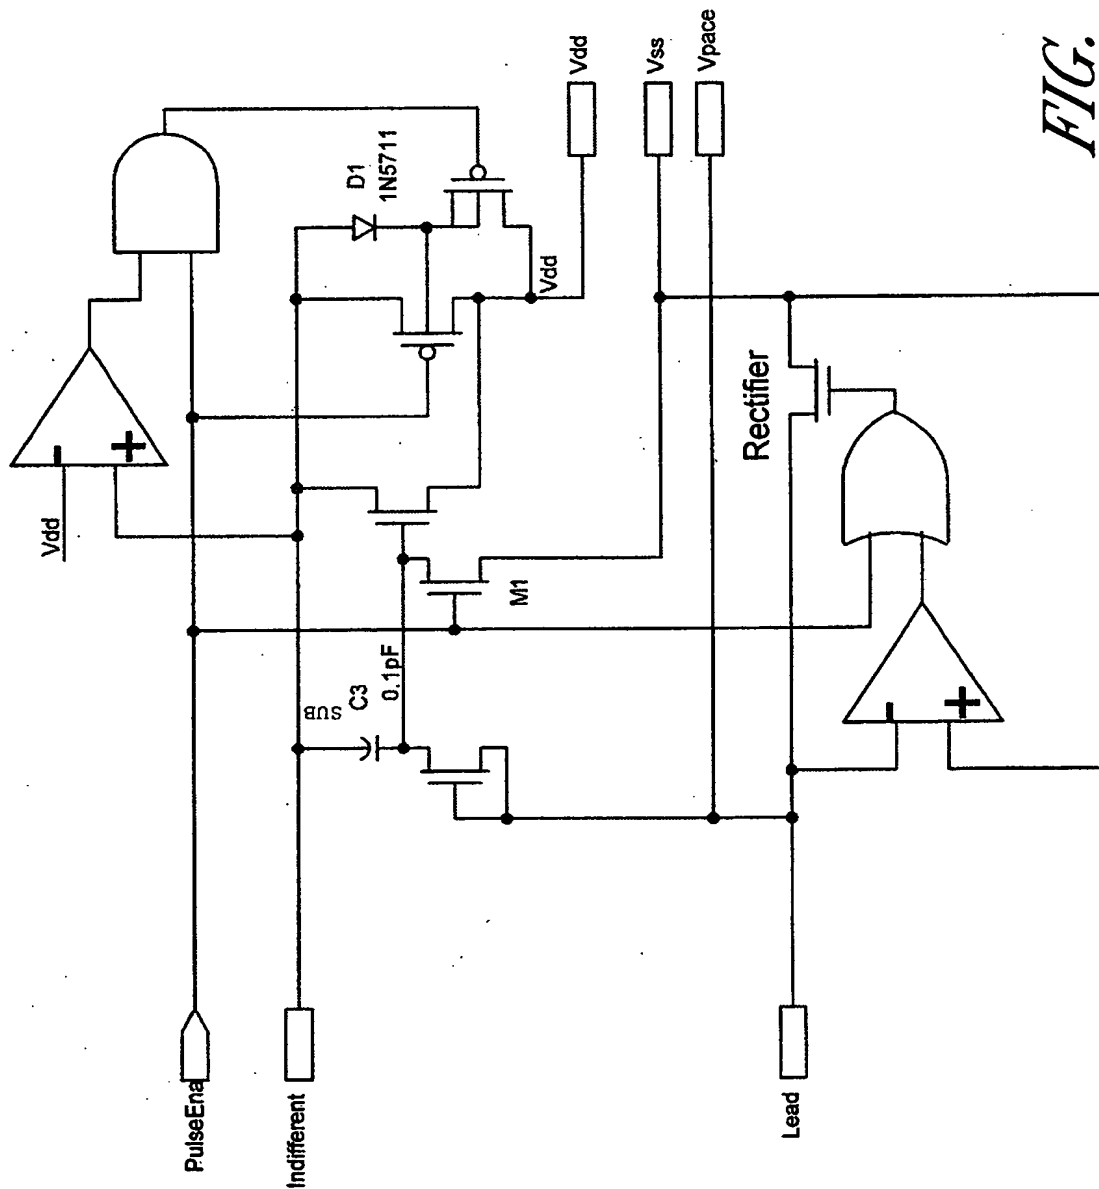 PulseEna
Indifferent
Lead
Vdd
-
+
SUB
C3
0.1pF
M1
D1
1N5711
Vdd
Rectifier
-
+
Vdd
Vss
Vpace
FIG.